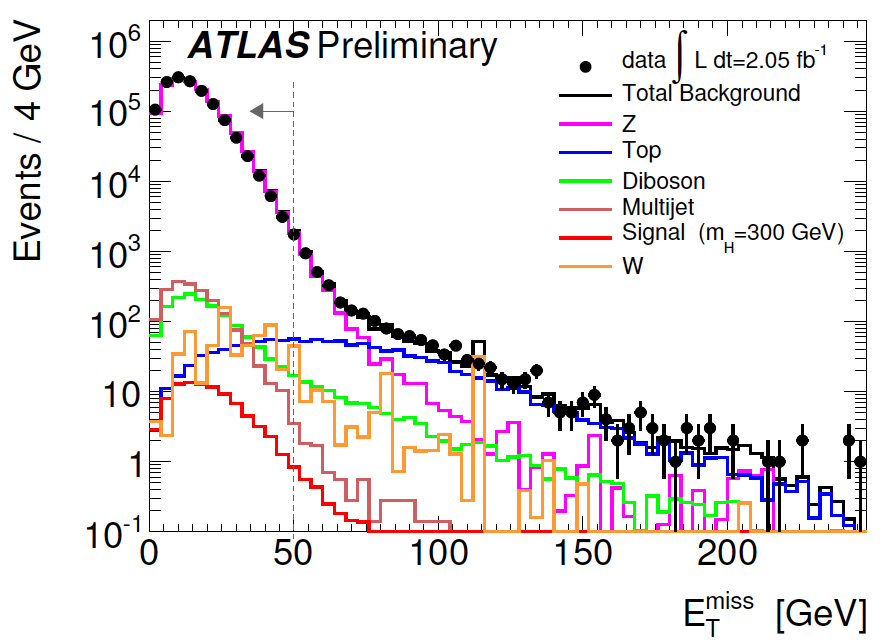 ATLAS Preliminary
data ∫ L dt=2.05 fb⁻¹
Total Background
Z
Top
Diboson
Multijet
Signal (m_H=300 GeV)
W
Events / 4 GeV
10⁶
10⁵
10⁴
10³
10²
10
1
10⁻¹
0 50 100 150 200
E_T^miss [GeV]